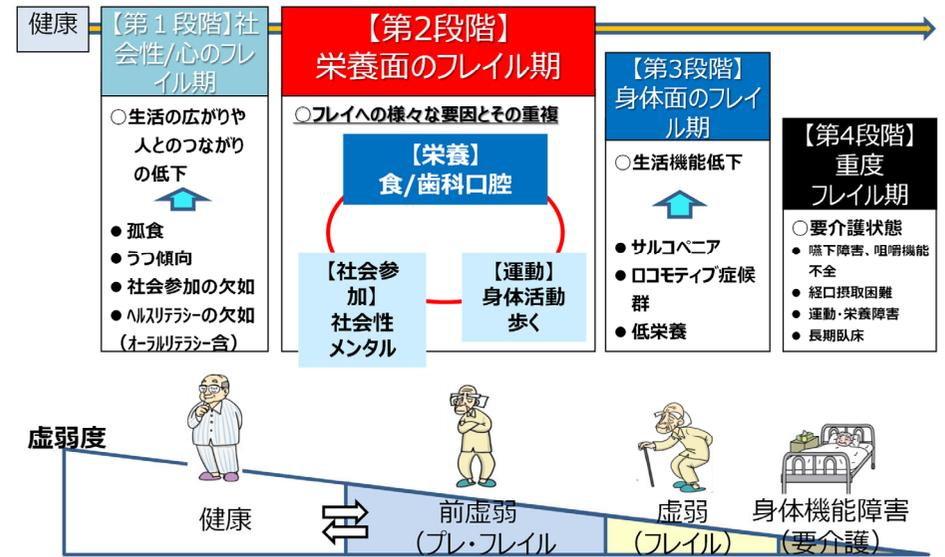 健康
【第１段階】社
会性/心のフレ
イル期
○生活の広がりや
人とのつながり
の低下
● 孤食
● うつ傾向
● 社会参加の欠如
● ﾍﾙｽﾘﾃﾗｼｰの欠如
（ｵｰﾗﾙﾘﾃﾗｼｰ含）
【第2段階】
栄養面のフレイル期
○フレイへの様々な要因とその重複
【栄養】
食/歯科口腔
【社会参
加】
社会性
メンタル
【運動】
身体活動
歩く
【第3段階】
身体面のフレイ
ル期
○生活機能低下
● サルコペニア
● ロコモティブ症候
群
● 低栄養
【第4段階】
重度
フレイル期
○要介護状態
● 嚥下障害、咀嚼機能
不全
● 経口摂取困難
● 運動・栄養障害
● 長期臥床
虚弱度
健康
前虚弱
（プレ・フレイル
虚弱
（フレイル）
身体機能障害
（要介護）